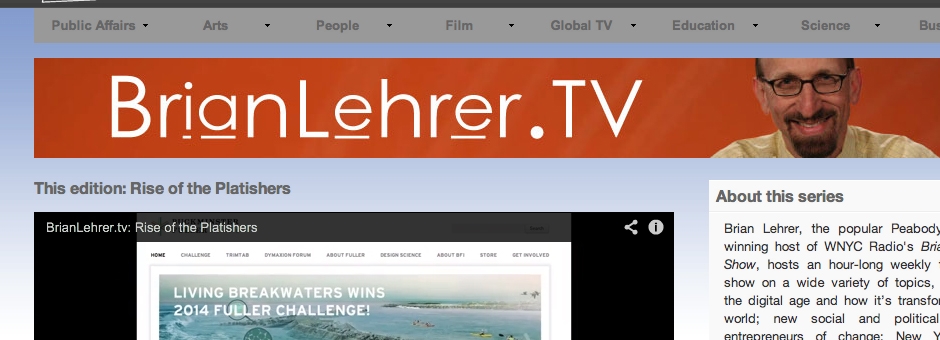 Public Affairs Arts People Film Global TV Education Science Bus
BrianLehrer.TV
This edition: Rise of the Platishers
About this series
BrianLehrer.tv: Rise of the Platishers
HOME CHALLENGE TRIMTAB DYMAXION FORUM ABOUT FULLER DESIGN SCIENCE ABOUT BFI STORE GET INVOLVED
LIVING BREAKWATERS WINS
2014 FULLER CHALLENGE!
Brian Lehrer, the popular Peabody
winning host of WNYC Radio's Bria
Show, hosts an hour-long weekly t
show on a wide variety of topics,
the digital age and how it's transfor
world; new social and political
entrepreneurs of change; New Y